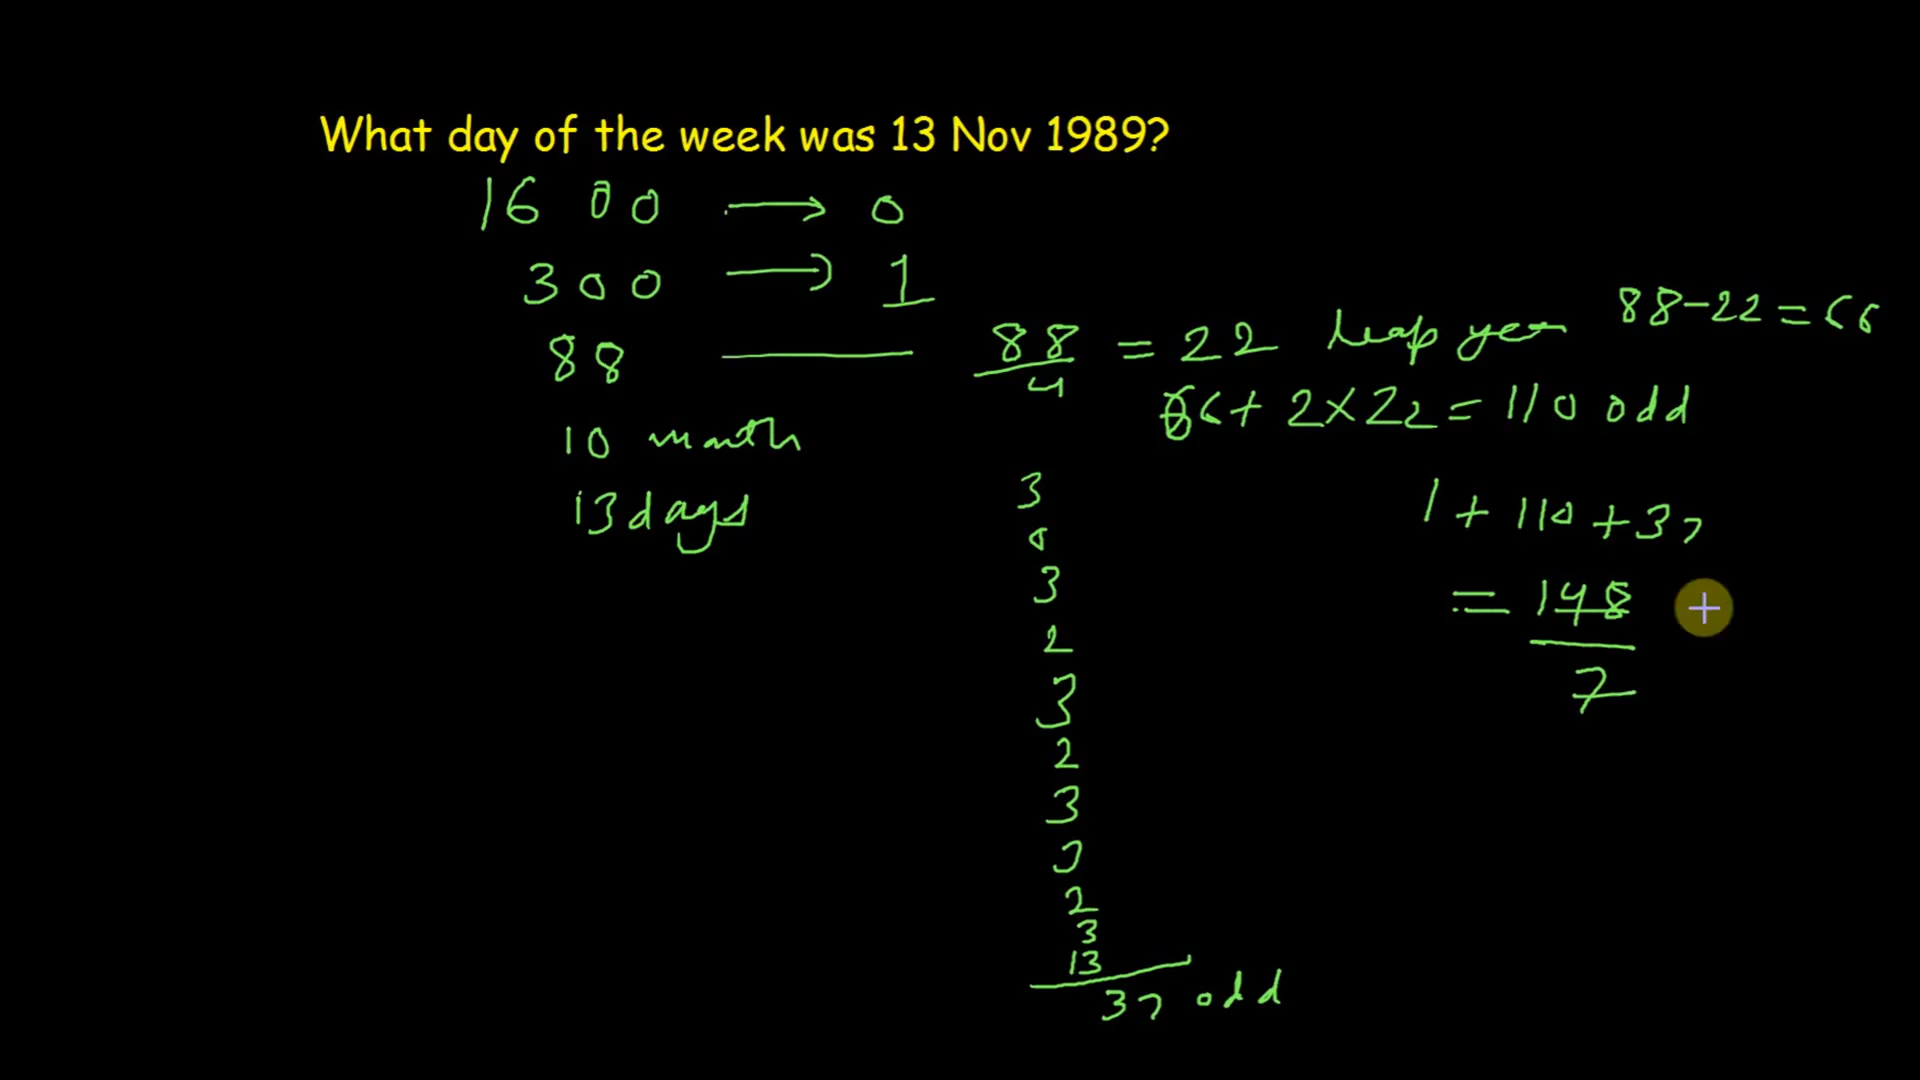 What day of the week was 13 Nov 1989?
1600 → 0
300 → 1
88 — 88/4 = 22 leap year 88-22=66
66+2×22=110 odd
10 month
13 days
3
0
3
2
3
2
3
3
2
3
13
37 odd
1+110+37
= 148
7